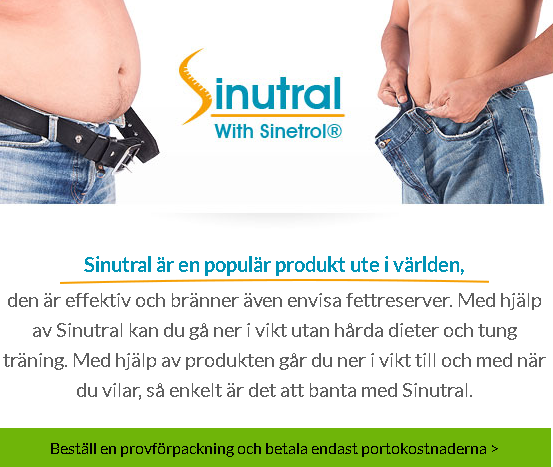 Sinutral
With Sinetrol®
Sinutral är en populär produkt ute i världen,
den är effektiv och bränner även envisa fettreserver. Med hjälp
av Sinutral kan du gå ner i vikt utan hårda dieter och tung
träning. Med hjälp av produkten går du ner i vikt till och med när
du vilar, så enkelt är det att banta med Sinutral.
Beställ en provförpackning och betala endast portokostnaderna >